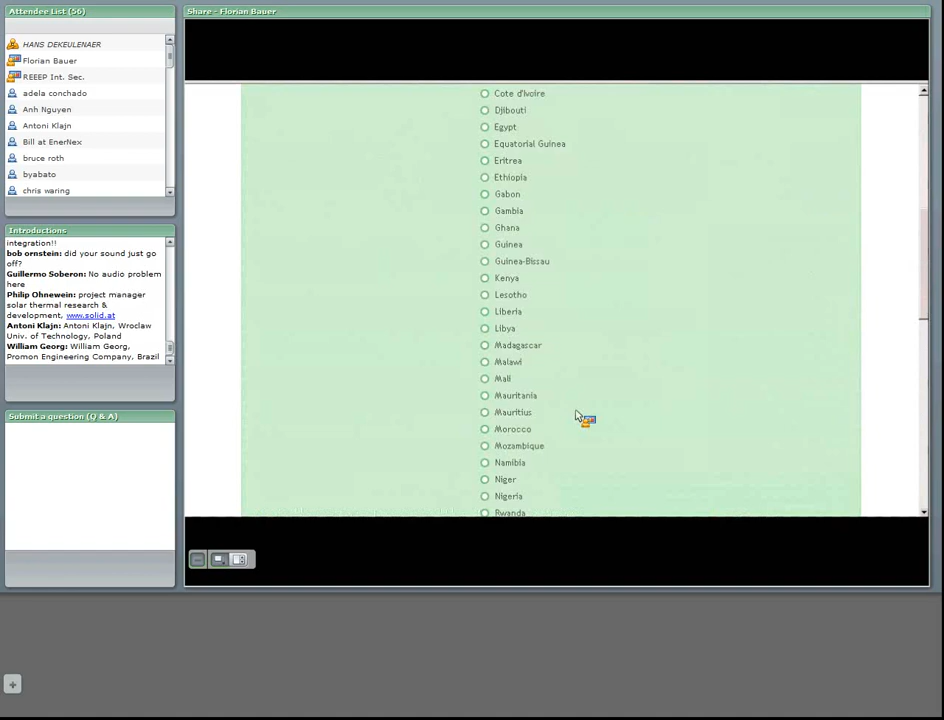 Attendee List (56)
HANS DEKEULENAER
Florian Bauer
REEEP Int. Sec.
adela conchado
Anh Nguyen
Antoni Klajn
Bill at EnerNex
bruce roth
byabato
chris waring
Introductions
integration!!
bob ornstein: did your sound just go
off?
Guillermo Soberon: No audio problem
here
Philip Ohnewein: project manager
solar thermal research &
development, www.solid.at
Antoni Klajn: Antoni Klajn, Wroclaw
Univ. of Technology, Poland
William Georg: William Georg,
Promon Engineering Company, Brazil
Submit a question (Q & A)
Share - Florian Bauer
Cote d'Ivoire
Djibouti
Egypt
Equatorial Guinea
Eritrea
Ethiopia
Gabon
Gambia
Ghana
Guinea
Guinea-Bissau
Kenya
Lesotho
Liberia
Libya
Madagascar
Malawi
Mali
Mauritania
Mauritius
Morocco
Mozambique
Namibia
Niger
Nigeria
Rwanda